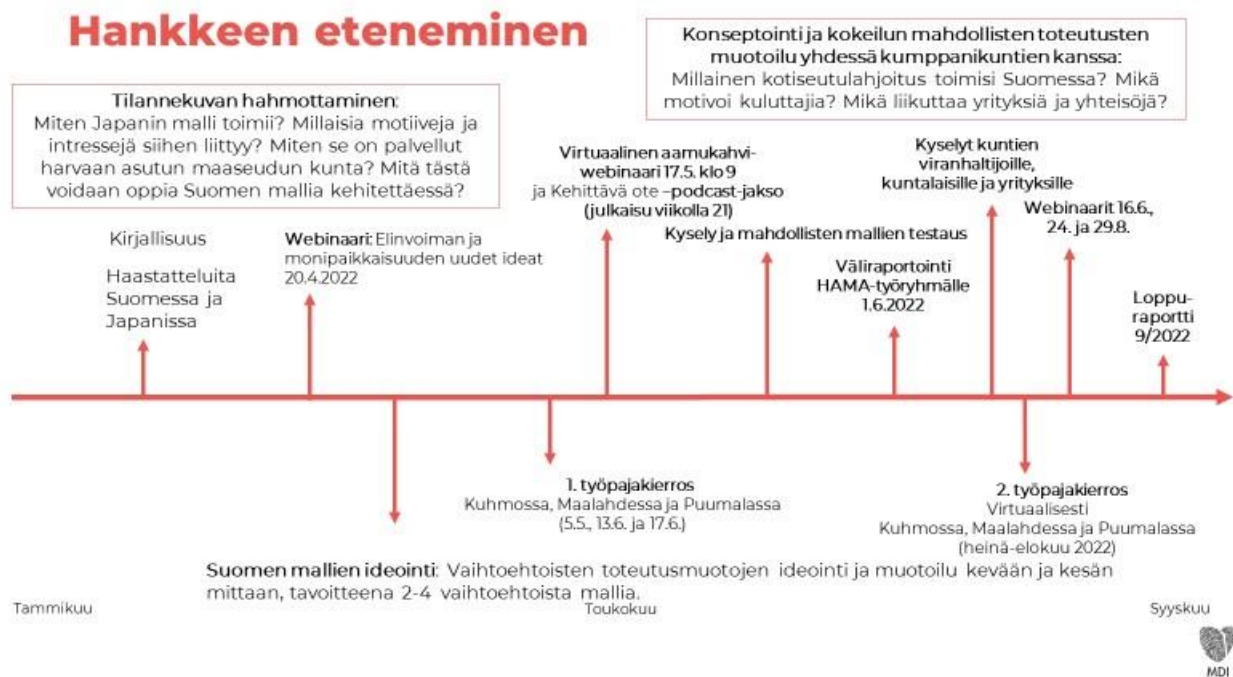 Hankkeen eteneminen
Konseptointi ja kokeilun mahdollisten toteutusten
muotoilu yhdessä kumppanikuntien kanssa:
Millainen kotiseutulahjoitus toimisi Suomessa? Mikä
motivoi kuluttajia? Mikä liikuttaa yrityksiä ja yhteisöjä?
Tilannekuvan hahmottaminen:
Miten Japanin malli toimii? Millaisia motiiveja ja
intressejä siihen liittyy? Miten se on palvellut
harvaan asutun maaseudun kunta? Mitä tästä
voidaan oppia Suomen mallia kehitettäessä?
Kirjallisuus
Haastatteluita
Suomessa ja
Japanissa
Webinaari: Elinvoiman ja
monipaikkaisuuden uudet ideat
20.4.2022
Virtuaalinen aamukahvi-
webinaari 17.5. klo 9
ja Kehittävä ote –podcast-jakso
(julkaisu viikolla 21)
Kysely ja mahdollisten mallien testaus
Väliraportointi
HAMA-työryhmälle
1.6.2022
Kyselyt kuntien
viranhaltijoille,
kuntalaisille ja yrityksille
Webinaarit 16.6.,
24. ja 29.8.
Loppu-
raportti
9/2022
1. työpajakierros
Kuhmossa, Maalahdessa ja Puumalassa
(5.5., 13.6. ja 17.6.)
2. työpajakierros
Virtuaalisesti
Kuhmossa, Maalahdessa ja Puumalassa
(heinä-elokuu 2022)
Suomen mallien ideointi: Vaihtoehtoisten toteutusmuotojen ideointi ja muotoilu kevään ja kesän
mittaan, tavoitteena 2-4 vaihtoehtoista mallia.
Tammikuu
Toukokuu
Syyskuu
MDI